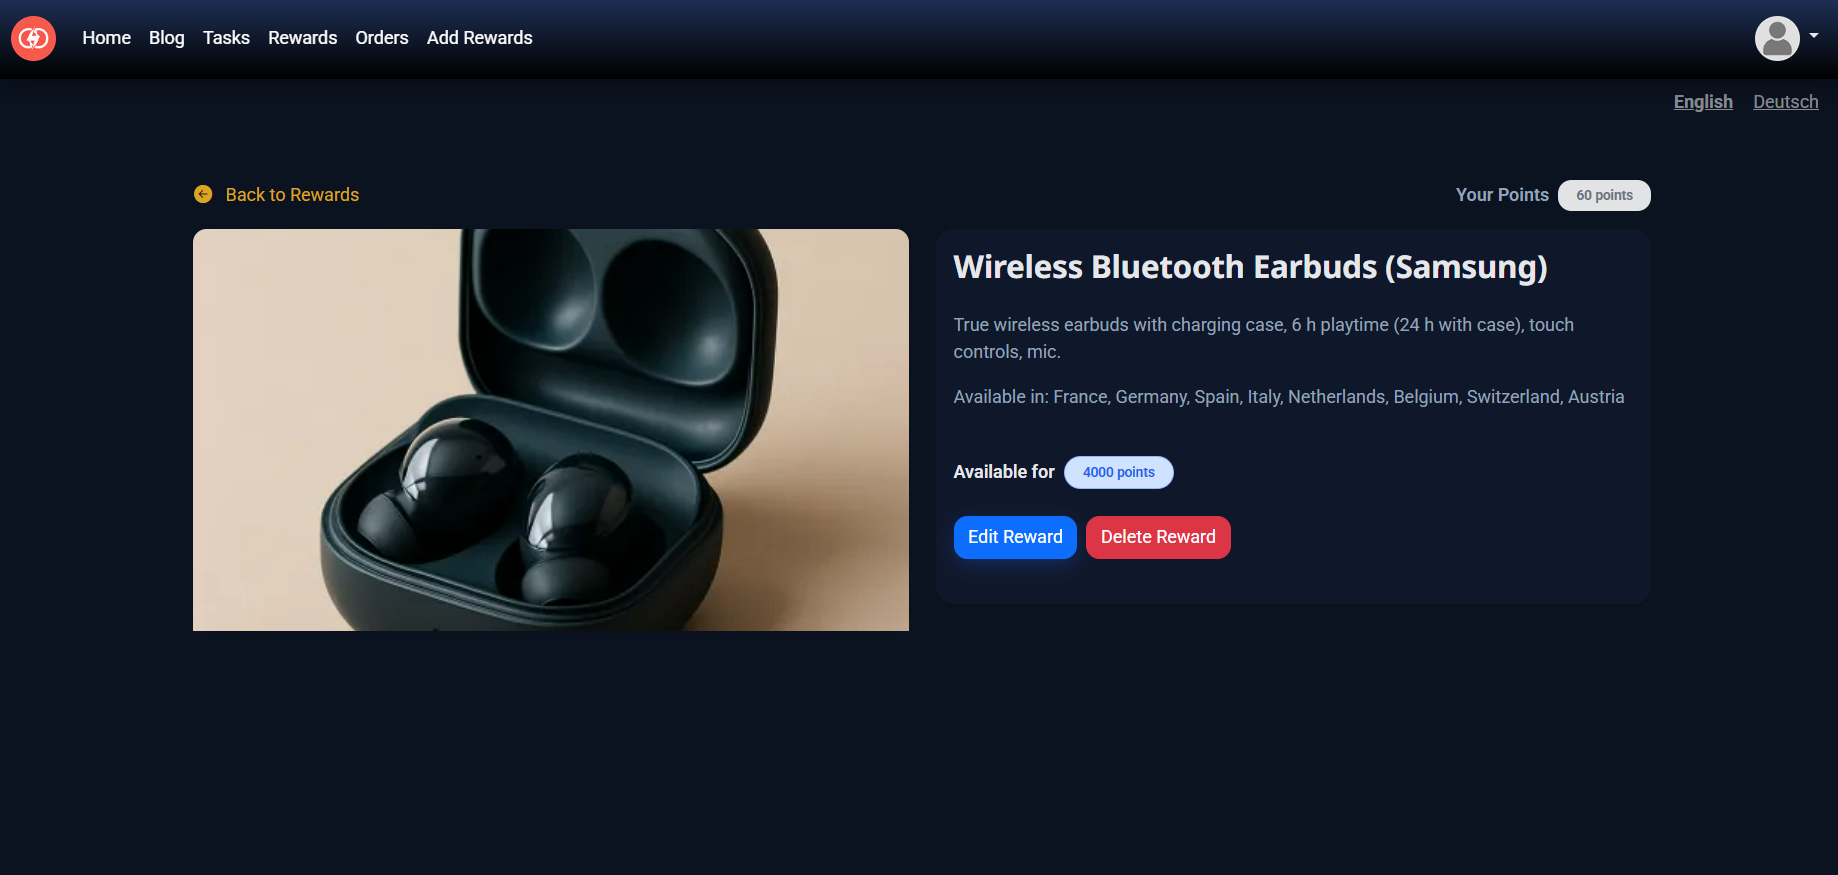 Home Blog Tasks Rewards Orders Add Rewards
English Deutsch
Back to Rewards
Your Points 60 points
Wireless Bluetooth Earbuds (Samsung)
True wireless earbuds with charging case, 6 h playtime (24 h with case), touch
controls, mic.
Available in: France, Germany, Spain, Italy, Netherlands, Belgium, Switzerland, Austria
Available for 4000 points
Edit Reward Delete Reward